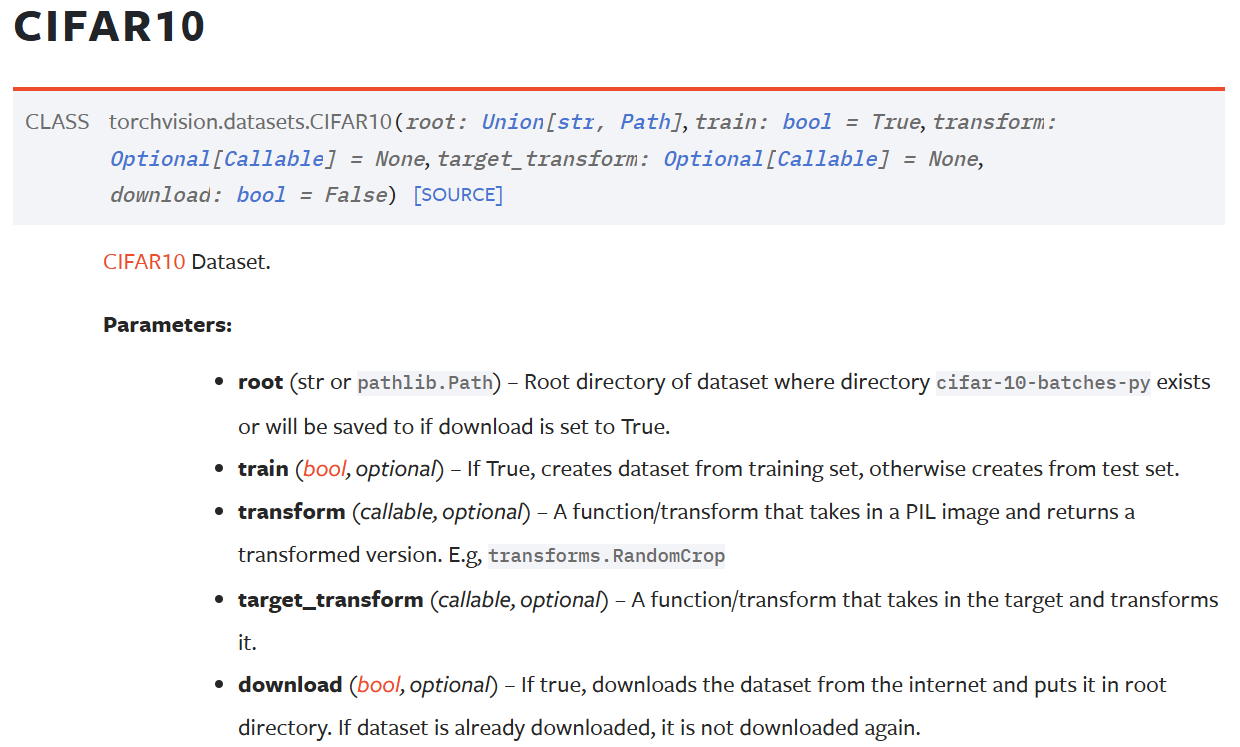 CIFAR10
CLASS torchvision.datasets.CIFAR10(root: Union[str, Path], train: bool = True, transform:
Optional[Callable] = None, target_transform: Optional[Callable] = None,
download: bool = False) [SOURCE]
CIFAR10 Dataset.
Parameters:
• root (str or pathlib.Path) – Root directory of dataset where directory cifar-10-batches-py exists
or will be saved to if download is set to True.
• train (bool, optional) – If True, creates dataset from training set, otherwise creates from test set.
• transform (callable, optional) – A function/transform that takes in a PIL image and returns a
transformed version. E.g, transforms.RandomCrop
• target_transform (callable, optional) – A function/transform that takes in the target and transforms
it.
• download (bool, optional) – If true, downloads the dataset from the internet and puts it in root
directory. If dataset is already downloaded, it is not downloaded again.